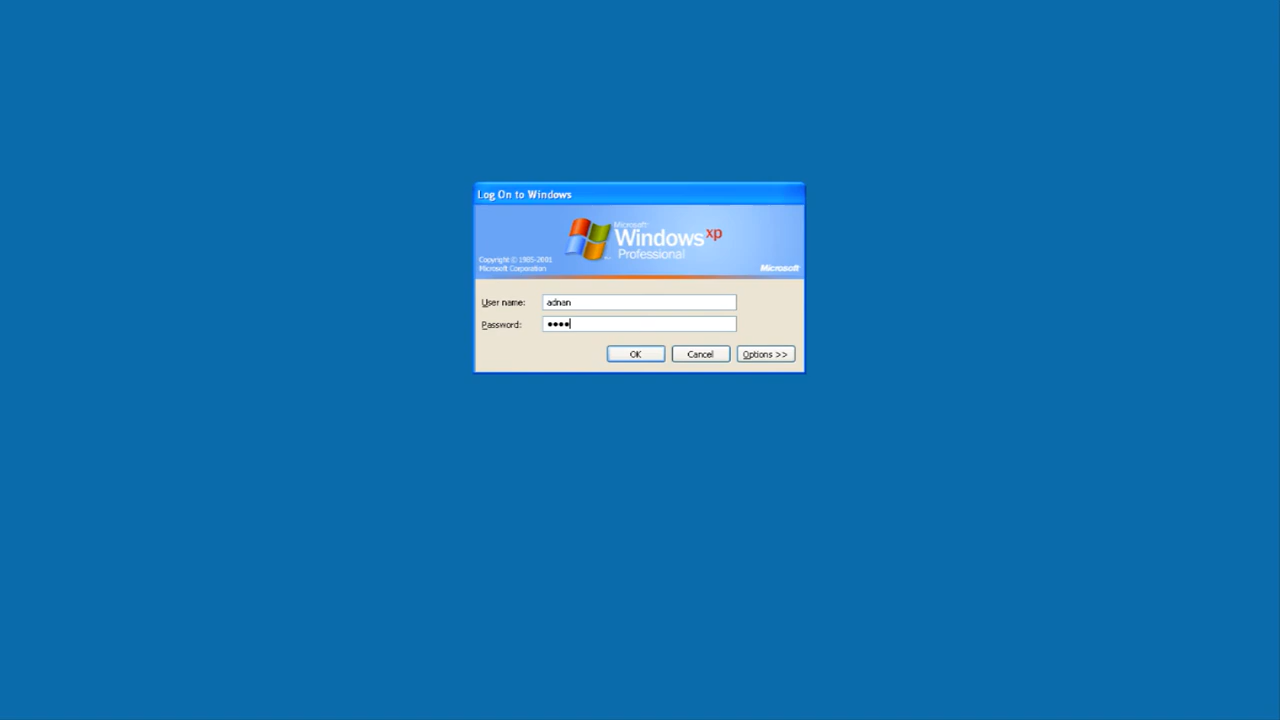 Log On to Windows
Microsoft
Windows xp
Professional
Copyright © 1985-2001
Microsoft Corporation
Microsoft
User name: adnan
Password: ••••
OK Cancel Options >>